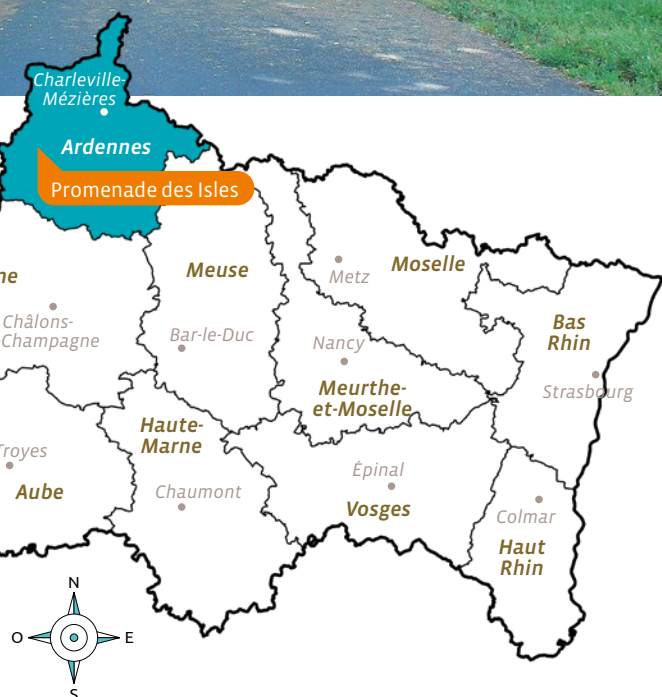 Charleville-
Mézières
Ardennes
Promenade des Isles
Meuse
Metz
Moselle
ne
Châlons-
Champagne
Bar-le-Duc
Nancy
Bas
Rhin
Strasbourg
Meurthe-
et-Moselle
Haute-
Marne
Troyes
Aube
Chaumont
Épinal
Vosges
Colmar
Haut
Rhin
N
O
E
S